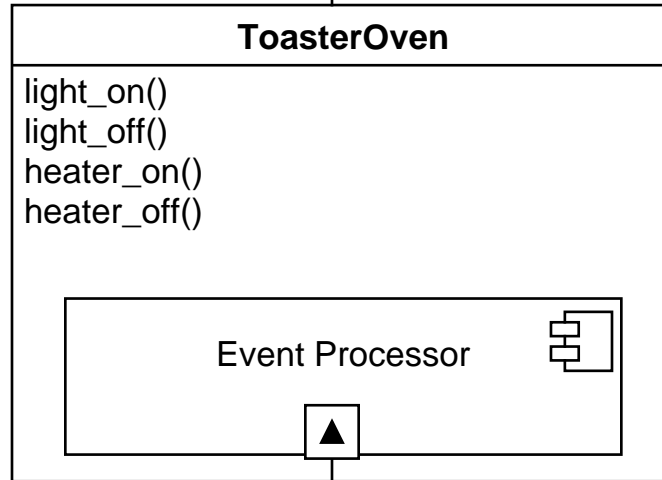 ToasterOven
light_on()
light_off()
heater_on()
heater_off()
Event Processor